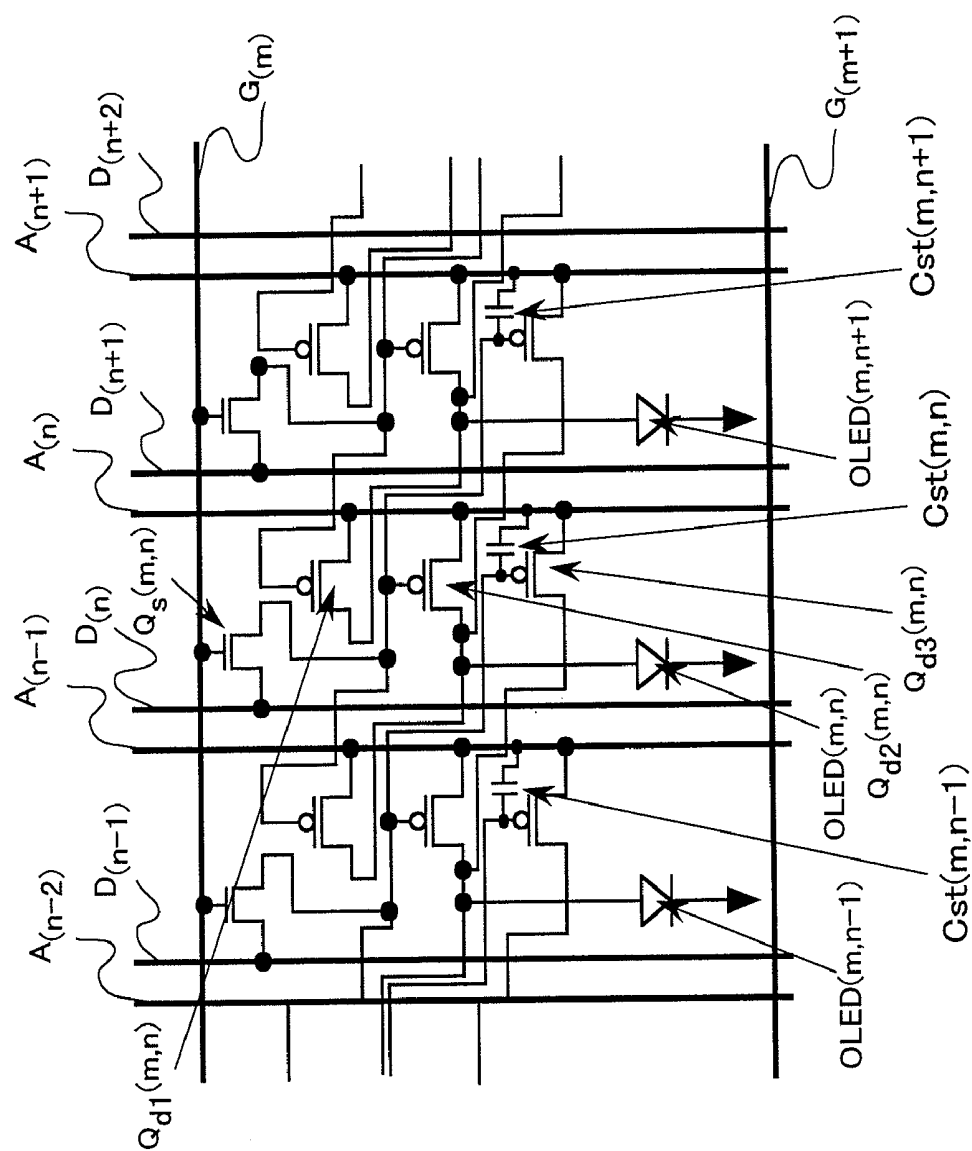 A(n−2)
D(n−1)
A(n−1)
D(n)
Qs(m,n)
A(n)
D(n+1)
A(n+1)
D(n+2)
G(m)
Qd1(m,n)
G(m+1)
OLED(m,n−1)
Cst(m,n−1)
OLED(m,n)
Qd2(m,n)
Qd3(m,n)
Cst(m,n)
OLED(m,n+1)
Cst(m,n+1)